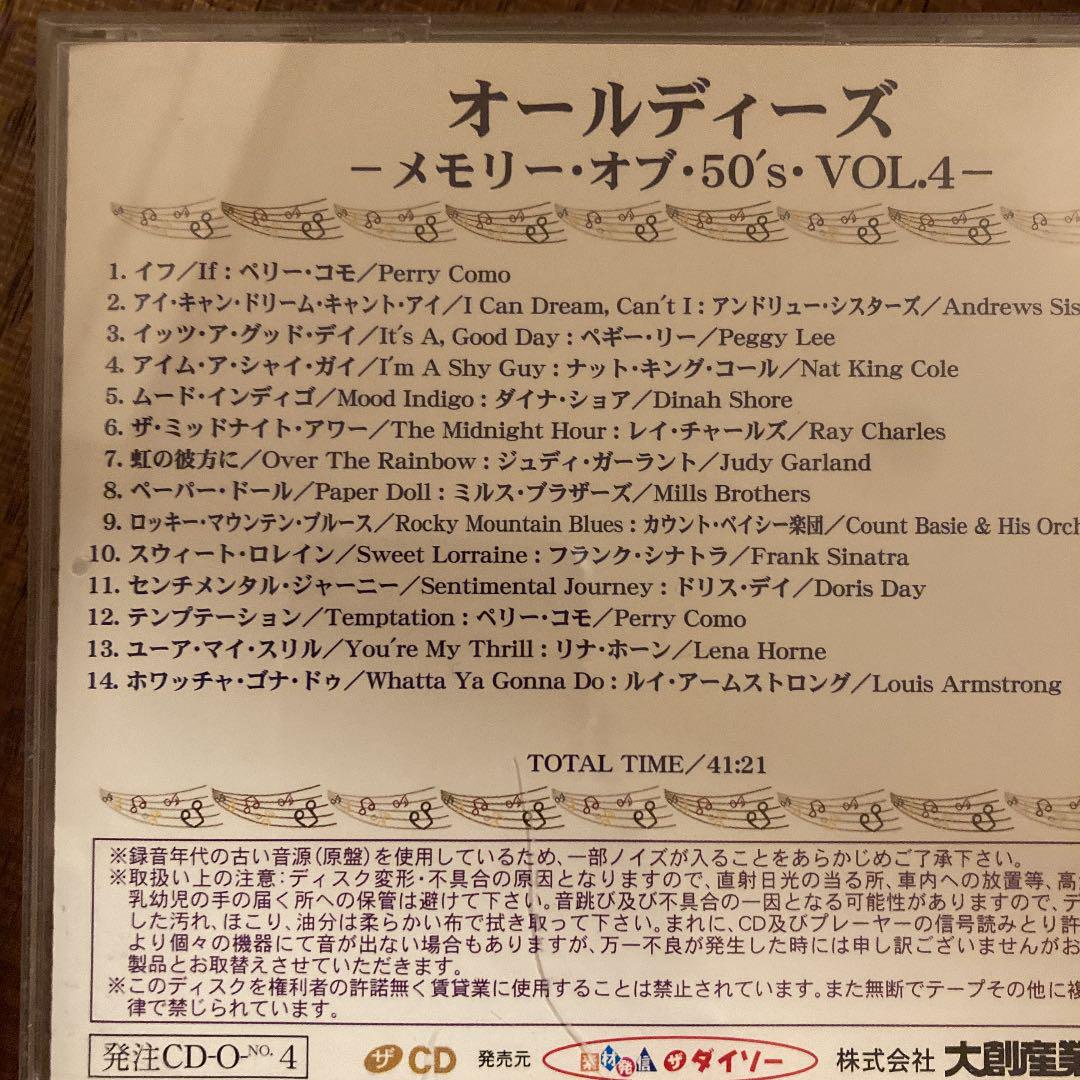 オールディーズ
−メモリー・オブ・50's・VOL.4−
1. イフ／If : ペリー・コモ／Perry Como
2. アイ・キャン・ドリーム・キャント・アイ／I Can Dream, Can't I : アンドリュー・シスターズ／Andrews Sis
3. イッツ・ア・グッド・デイ／It's A, Good Day : ペギー・リー／Peggy Lee
4. アイム・ア・シャイ・ガイ／I'm A Shy Guy : ナット・キング・コール／Nat King Cole
5. ムード・インディゴ／Mood Indigo : ダイナ・ショア／Dinah Shore
6. ザ・ミッドナイト・アワー／The Midnight Hour : レイ・チャールズ／Ray Charles
7. 虹の彼方に／Over The Rainbow : ジュディ・ガーラント／Judy Garland
8. ペーパー・ドール／Paper Doll : ミルス・ブラザーズ／Mills Brothers
9. ロッキー・マウンテン・ブルース／Rocky Mountain Blues : カウント・ベイシー楽団／Count Basie & His Orch
10. スウィート・ロレイン／Sweet Lorraine : フランク・シナトラ／Frank Sinatra
11. センチメンタル・ジャーニー／Sentimental Journey : ドリス・デイ／Doris Day
12. テンプテーション／Temptation : ペリー・コモ／Perry Como
13. ユーア・マイ・スリル／You're My Thrill : リナ・ホーン／Lena Horne
14. ホワッチャ・ゴナ・ドゥ／Whatta Ya Gonna Do : ルイ・アームストロング／Louis Armstrong
TOTAL TIME／41:21
※録音年代の古い音源（原盤）を使用しているため、一部ノイズが入ることをあらかじめご了承下さい。
※取扱い上の注意：ディスク変形・不具合の原因となりますので、直射日光の当る所、車内への放置等、高
乳幼児の手の届く所への保管は避けて下さい。音跳び及び不具合の一因となる可能性がありますので、デ
した汚れ、ほこり、油分は柔らかい布で拭き取って下さい。まれに、CD及びプレーヤーの信号読みとり許
より個々の機器にて音が出ない場合もありますが、万一不良が発生した時には申し訳ございませんがお
製品とお取替えさせていただきます。
※このディスクを権利者の許諾無く賃貸業に使用することは禁止されています。また無断でテープその他に複
律で禁じられています。
発注CD-O-NO. 4 ザCD 発売元 素材発信 ザダイソー 株式会社 大創産業